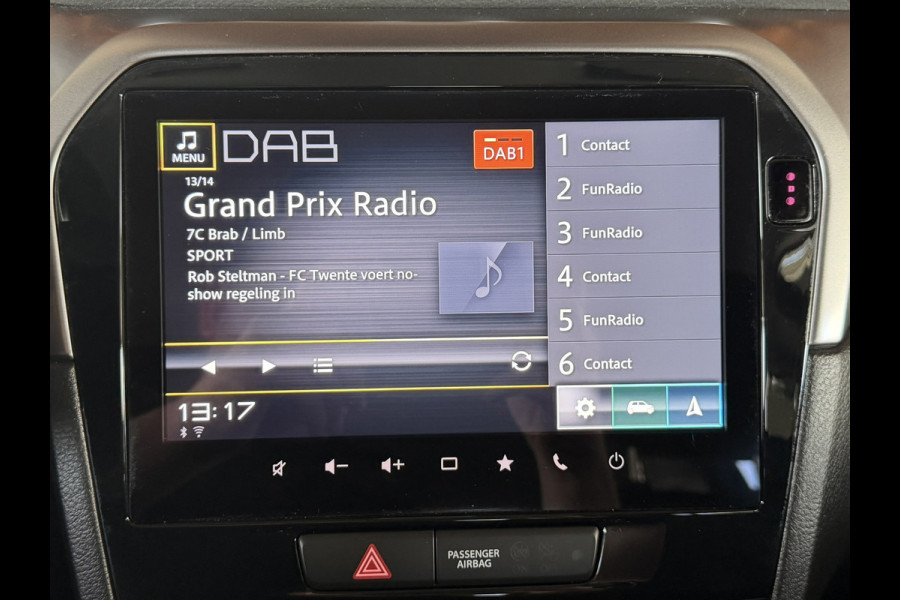 MENU
DAB
DAB1
13/14
Grand Prix Radio
7C Brab / Limb
SPORT
Rob Steltman - FC Twente voert no-
show regeling in
1 Contact
2 FunRadio
3 FunRadio
4 Contact
5 FunRadio
6 Contact
13:17
PASSENGER
AIRBAG